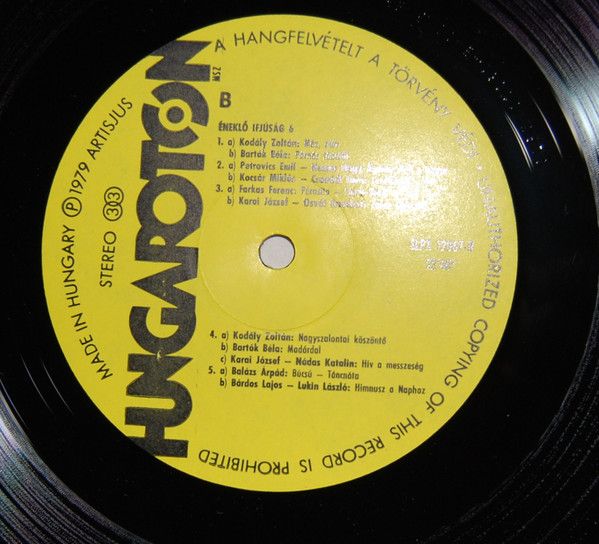 HUNGAROTON
MSZ
A HANGFELVÉTELT A TÖRVÉNY VÉDI
UNAUTHORIZED COPYING OF THIS RECORD IS PROHIBITED
MADE IN HUNGARY Ⓟ 1979 ARTISJUS
STEREO 33
B
ÉNEKLŐ IFJÚSÁG 6
1. a) Kodály Zoltán:
b) Bartók Béla:
2. a) Petrovics Emil –
b) Kocsár Miklós –
3. a) Farkas Ferenc:
b) Karai József – Osvát
4. a) Kodály Zoltán: Nagyszalontai köszöntő
b) Bartók Béla: Madárdal
c) Karai József – Nádas Katalin: Hív a messzeség
5. a) Balázs Árpád: Búcsú – Táncnóta
b) Bárdos Lajos – Lukin László: Himnusz a Naphoz